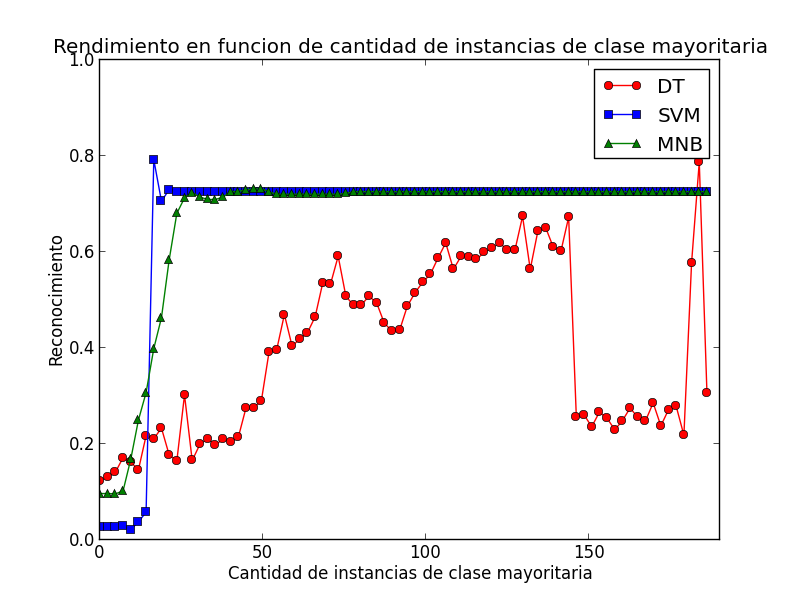 Rendimiento en funcion de cantidad de instancias de clase mayoritaria
1.0
DT
SVM
MNB
0.8
0.6
0.4
0.2
0.0
Reconocimiento
0
50
100
150
Cantidad de instancias de clase mayoritaria